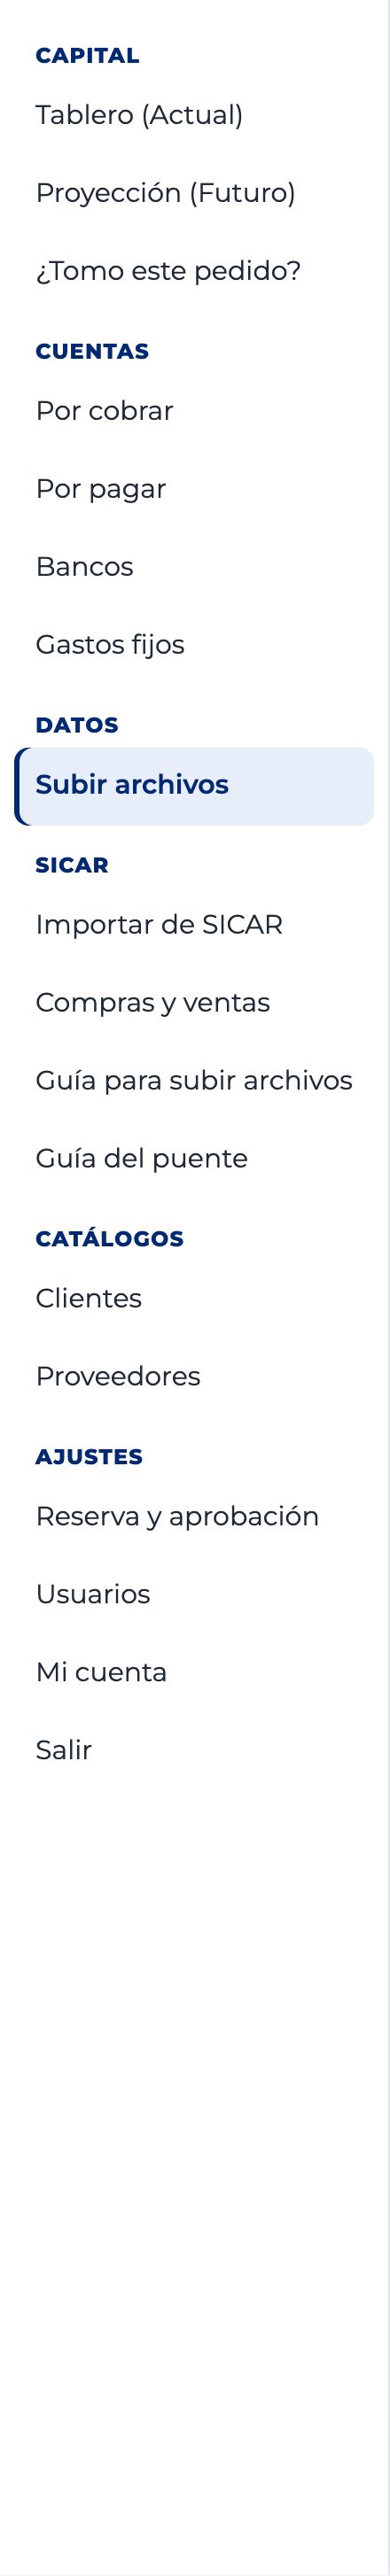 CAPITAL
Tablero (Actual)
Proyección (Futuro)
¿Tomo este pedido?
CUENTAS
Por cobrar
Por pagar
Bancos
Gastos fijos
DATOS
Subir archivos
SICAR
Importar de SICAR
Compras y ventas
Guía para subir archivos
Guía del puente
CATÁLOGOS
Clientes
Proveedores
AJUSTES
Reserva y aprobación
Usuarios
Mi cuenta
Salir